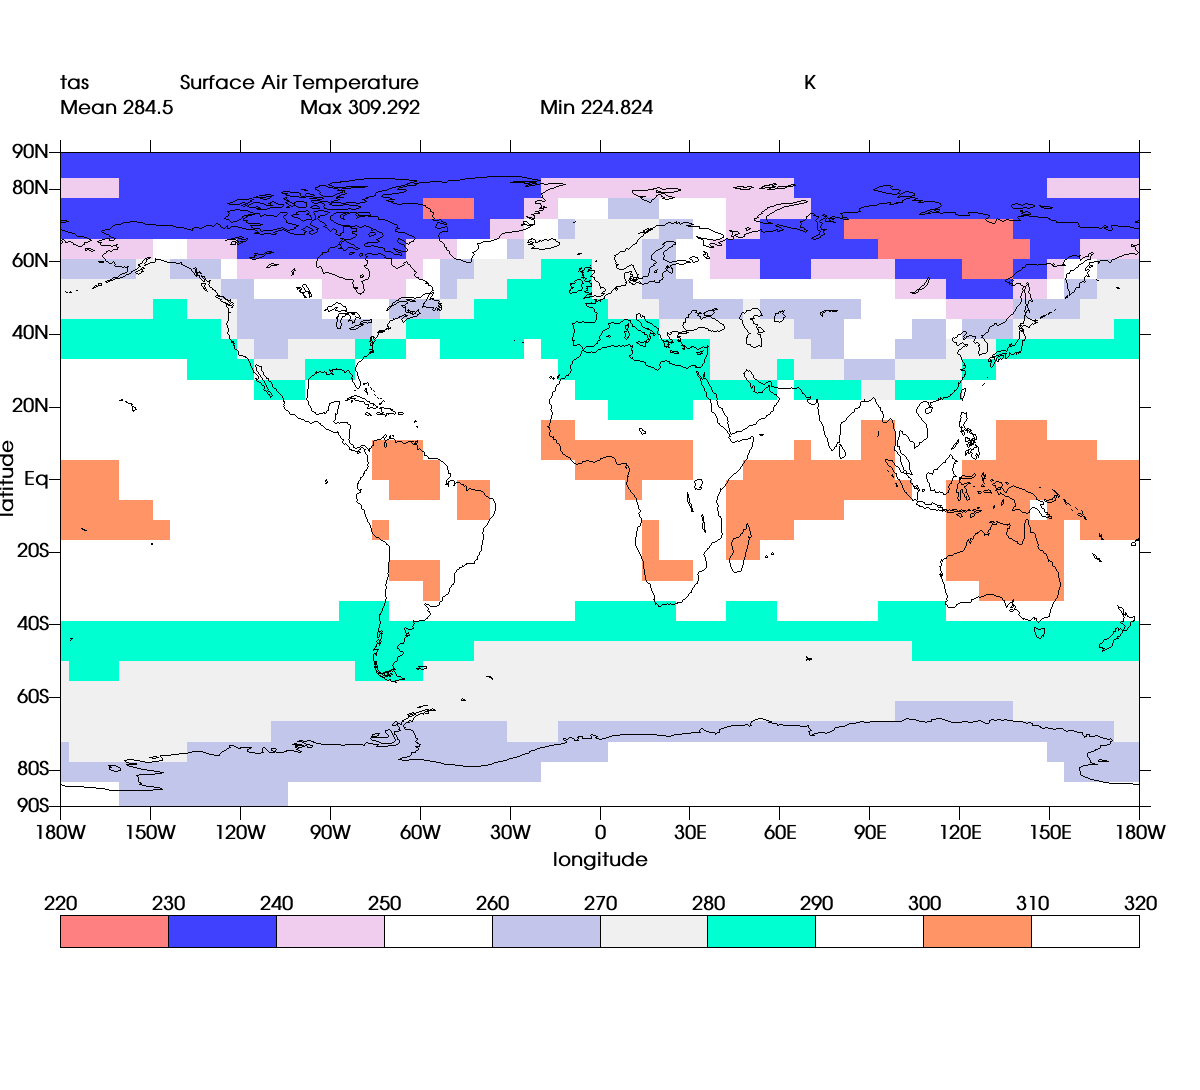 tas Surface Air Temperature K
Mean 284.5 Max 309.292 Min 224.824
90N
80N
60N
40N
20N
Eq
20S
40S
60S
80S
90S
latitude
180W 150W 120W 90W 60W 30W 0 30E 60E 90E 120E 150E 180W
longitude
220 230 240 250 260 270 280 290 300 310 320